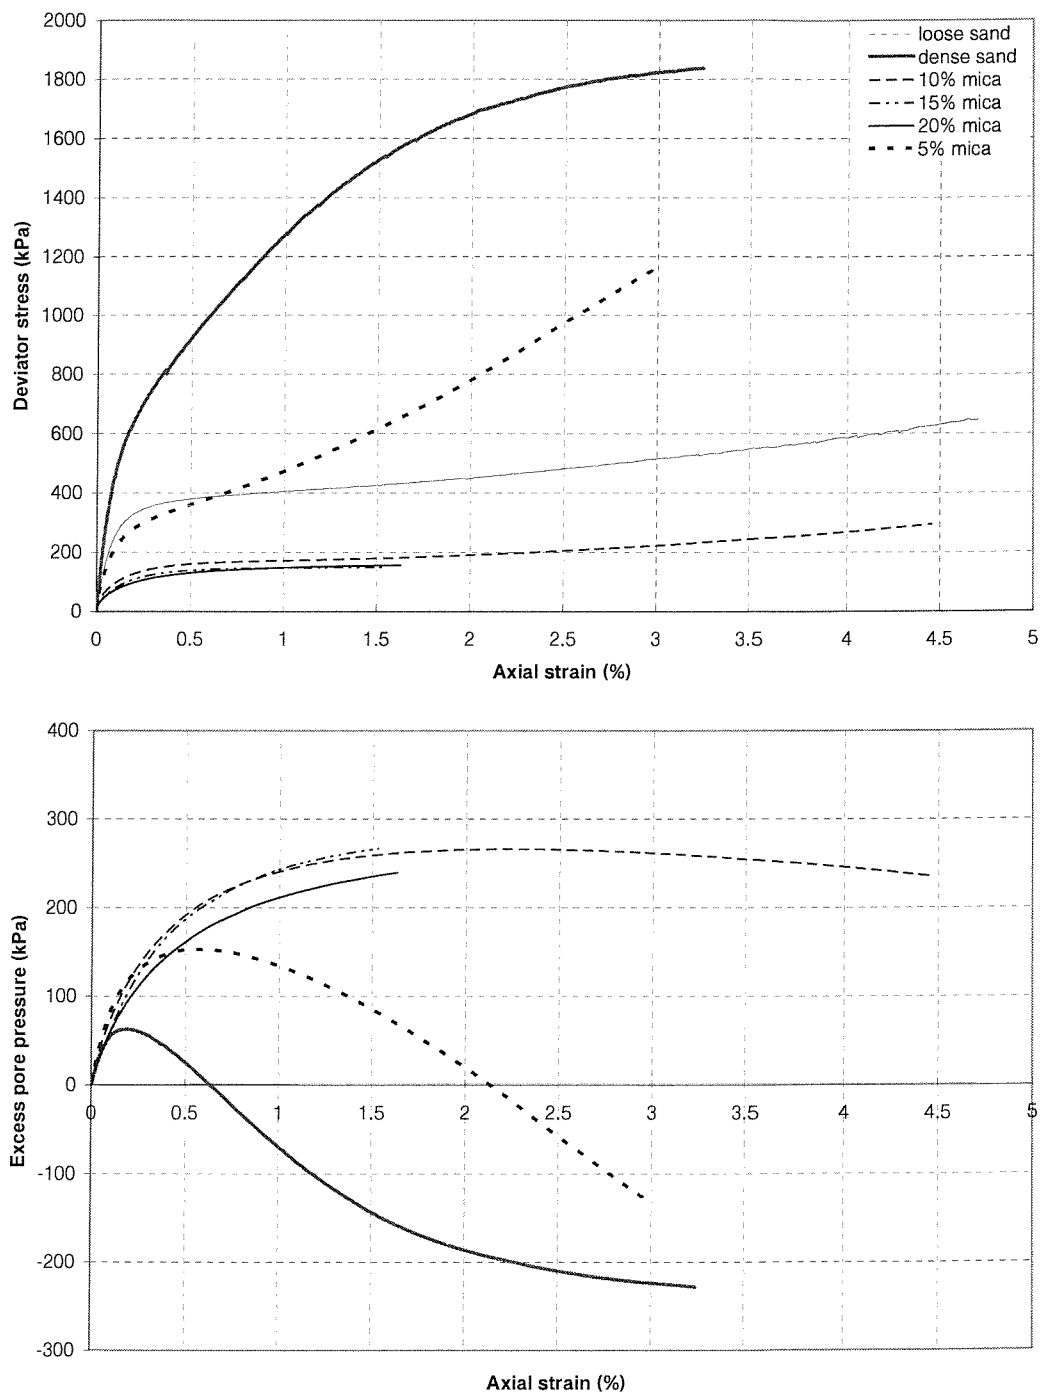 2000
1800
1600
1400
1200
1000
800
600
400
200
0
Deviator stress (kPa)
loose sand
dense sand
10% mica
15% mica
20% mica
5% mica
0 0.5 1 1.5 2 2.5 3 3.5 4 4.5 5
Axial strain (%)
400
300
200
100
0
-100
-200
-300
Excess pore pressure (kPa)
0 0.5 1 1.5 2 2.5 3 3.5 4 4.5 5
Axial strain (%)